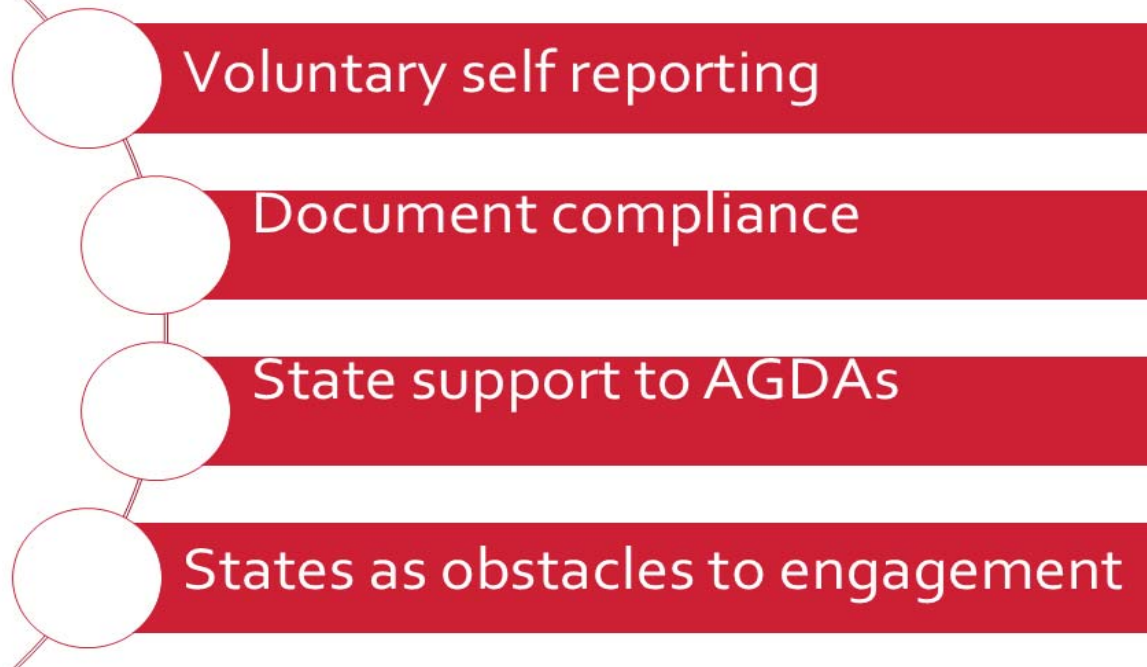 Voluntary self reporting
Document compliance
State support to AGDAs
States as obstacles to engagement